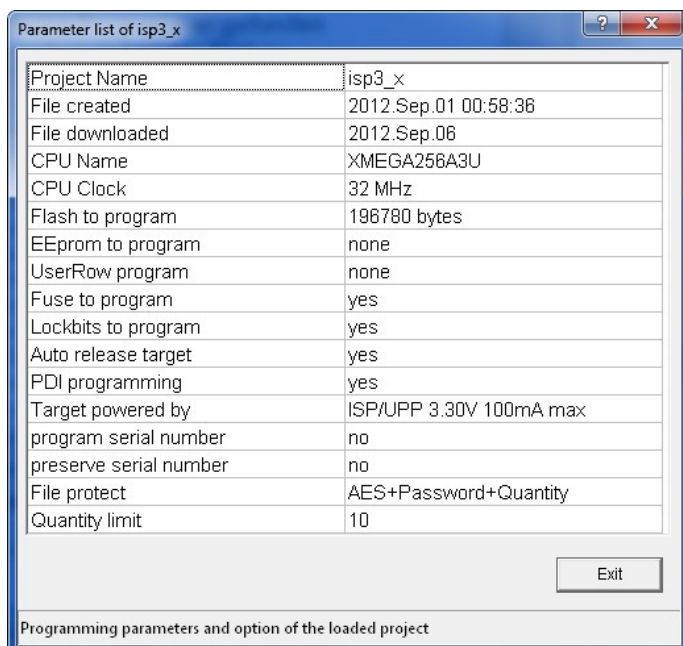 Parameter list of isp3_x
Project Name isp3_x
File created 2012.Sep.01 00:58:36
File downloaded 2012.Sep.06
CPU Name XMEGA256A3U
CPU Clock 32 MHz
Flash to program 196780 bytes
EEprom to program none
UserRow program none
Fuse to program yes
Lockbits to program yes
Auto release target yes
PDI programming yes
Target powered by ISP/UPP 3.30V 100mA max
program serial number no
preserve serial number no
File protect AES+Password+Quantity
Quantity limit 10
Exit
Programming parameters and option of the loaded project